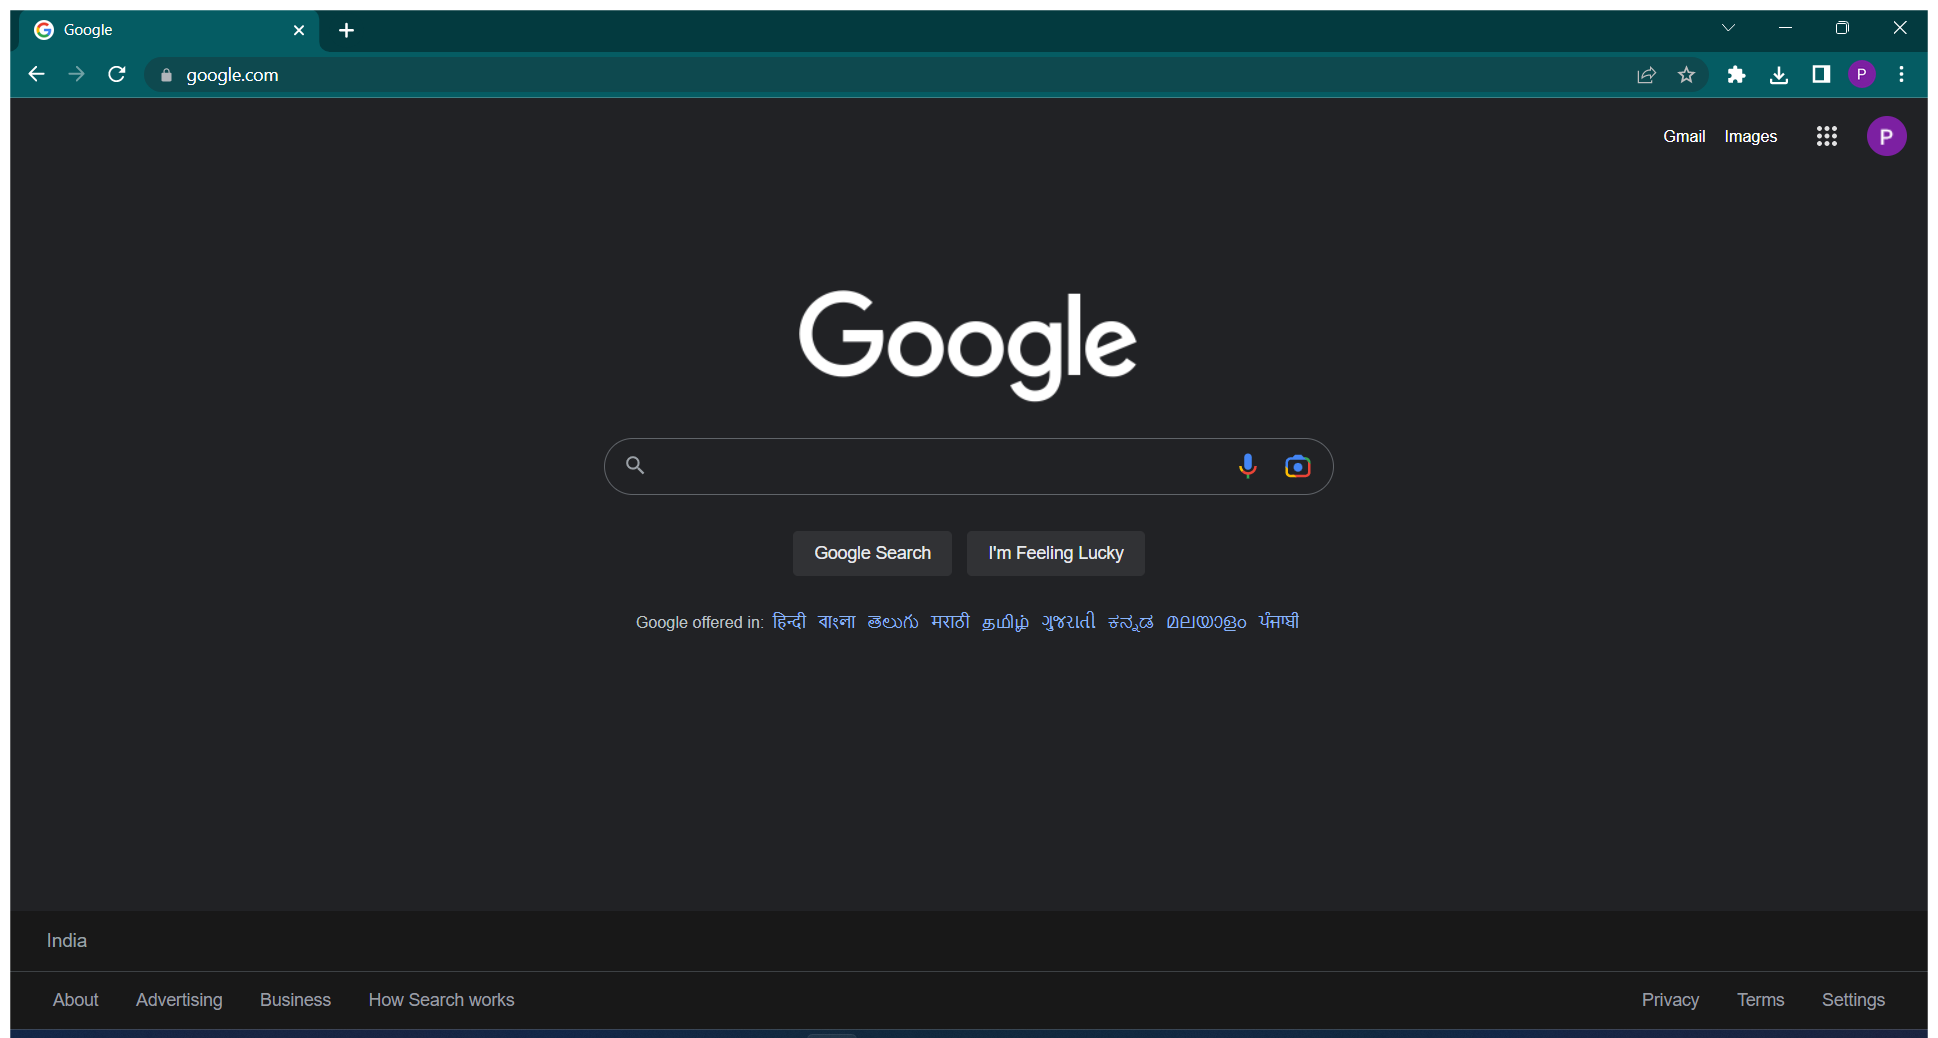 Google
google.com
P
Gmail Images
P
Google
Google Search I'm Feeling Lucky
Google offered in: हिन्दी বাংলা తెలుగు मराठी தமிழ் ગુજરાતી ಕನ್ನಡ മലയാളം ਪੰਜਾਬੀ
India
About Advertising Business How Search works Privacy Terms Settings